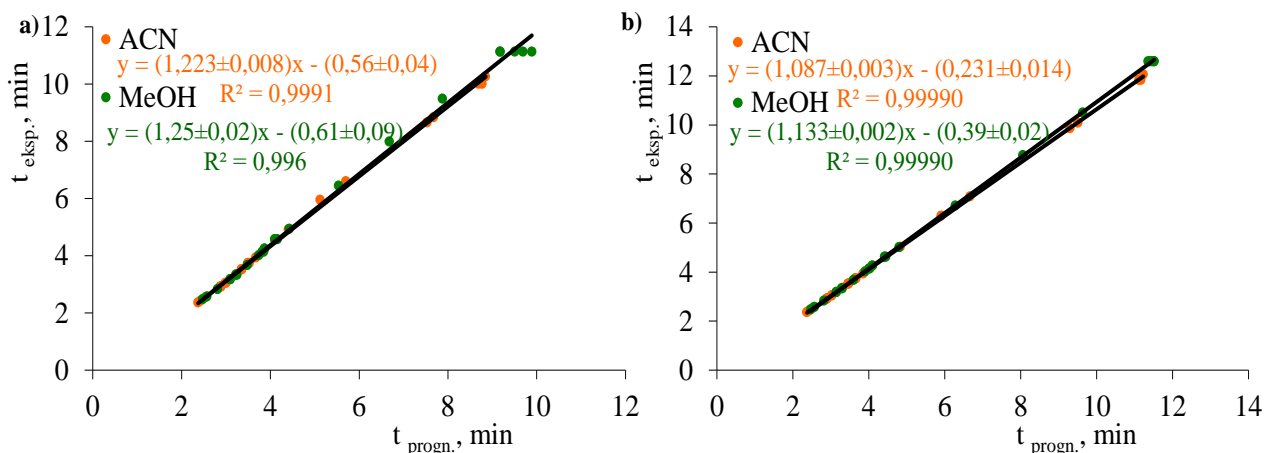 a)
12
10
8
6
4
2
0
t eksp., min
ACN
y = (1,223±0,008)x - (0,56±0,04)
R² = 0,9991
MeOH
y = (1,25±0,02)x - (0,61±0,09)
R² = 0,996
0 2 4 6 8 10 12
t progn., min
b)
14
12
10
8
6
4
2
0
t eksp., min
ACN
y = (1,087±0,003)x - (0,231±0,014)
R² = 0,99990
MeOH
y = (1,133±0,002)x - (0,39±0,02)
R² = 0,99990
0 2 4 6 8 10 12 14
t progn., min